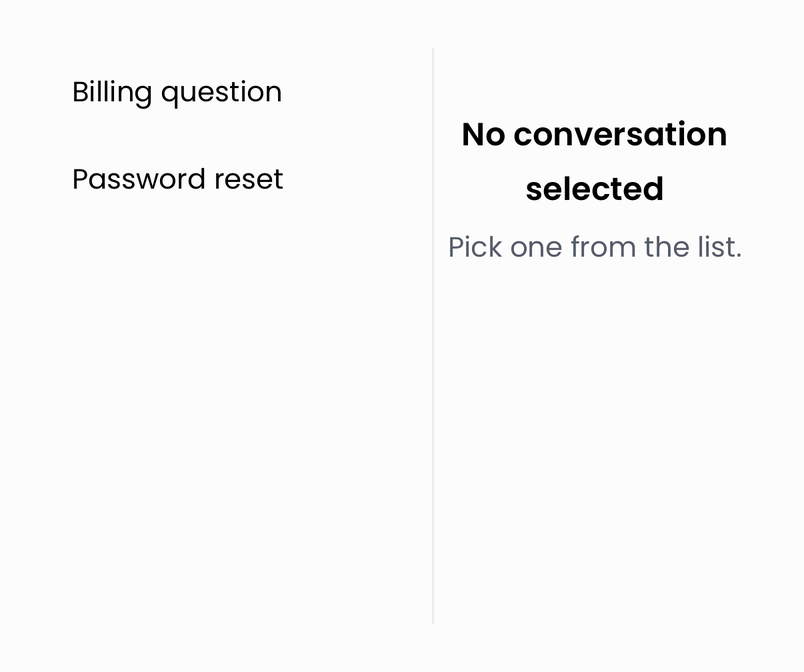 Billing question
Password reset
No conversation
selected
Pick one from the list.